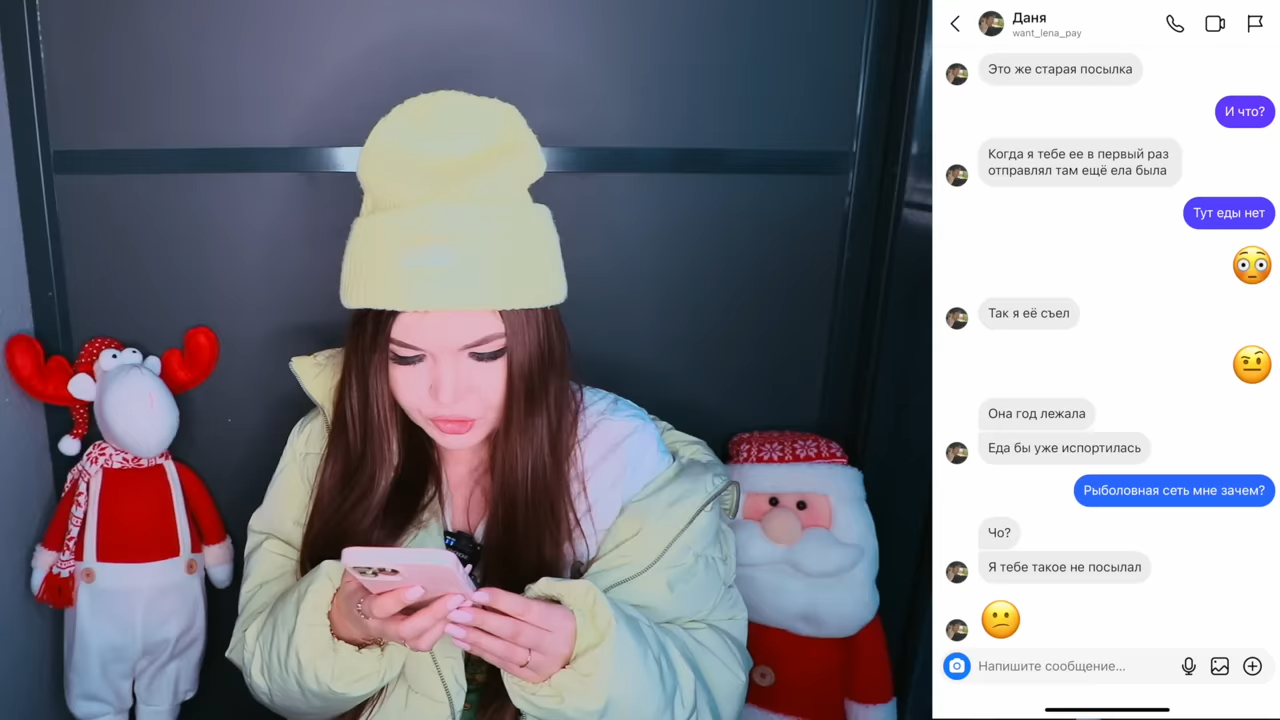 Даня
want_lena_pay
Это же старая посылка
И что?
Когда я тебе ее в первый раз
отправлял там ещё ела была
Тут еды нет
Так я её съел
Она год лежала
Еда бы уже испортилась
Рыболовная сеть мне зачем?
Чо?
Я тебе такое не посылал
Напишите сообщение...